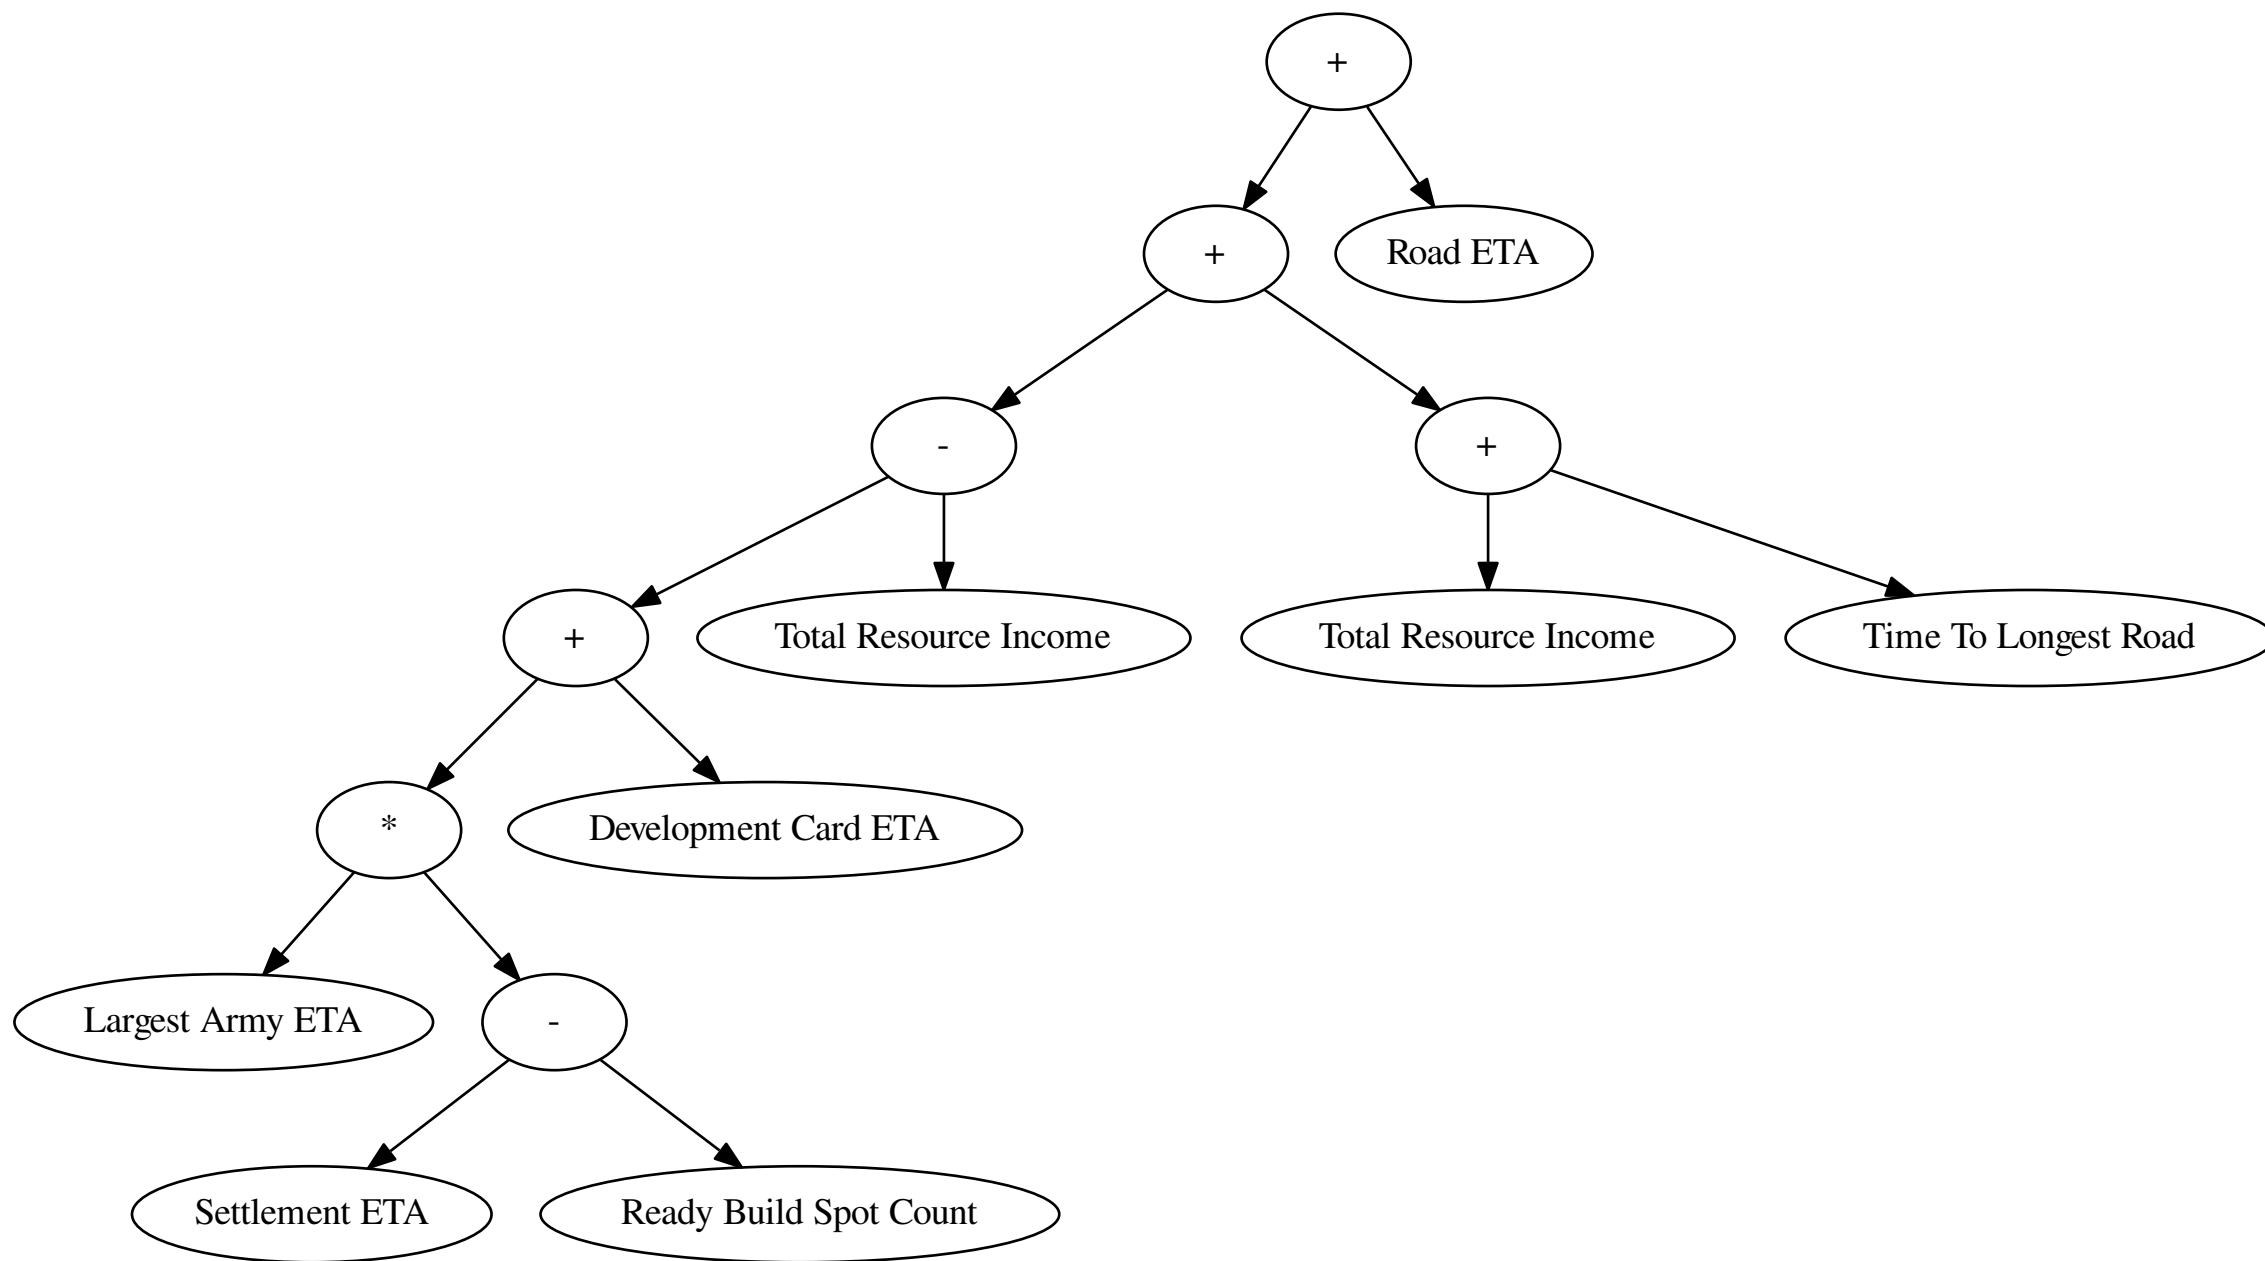 +
+
Road ETA
-
+
+
Total Resource Income
Total Resource Income
Time To Longest Road
*
Development Card ETA
Largest Army ETA
-
Settlement ETA
Ready Build Spot Count